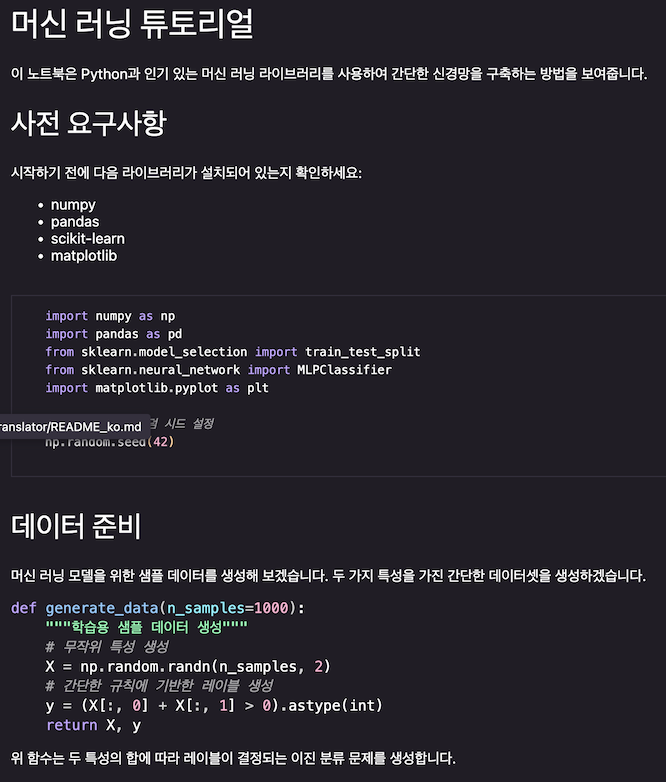 머신 러닝 튜토리얼
이 노트북은 Python과 인기 있는 머신 러닝 라이브러리를 사용하여 간단한 신경망을 구축하는 방법을 보여줍니다.
사전 요구사항
시작하기 전에 다음 라이브러리가 설치되어 있는지 확인하세요:
• numpy
• pandas
• scikit-learn
• matplotlib
import numpy as np
import pandas as pd
from sklearn.model_selection import train_test_split
from sklearn.neural_network import MLPClassifier
import matplotlib.pyplot as plt
시드 설정
ranslator/README_ko.md
np.random.seed(42)
데이터 준비
머신 러닝 모델을 위한 샘플 데이터를 생성해 보겠습니다. 두 가지 특성을 가진 간단한 데이터셋을 생성하겠습니다.
def generate_data(n_samples=1000):
"""학습용 샘플 데이터 생성"""
# 무작위 특성 생성
X = np.random.randn(n_samples, 2)
# 간단한 규칙에 기반한 레이블 생성
y = (X[:, 0] + X[:, 1] > 0).astype(int)
return X, y
위 함수는 두 특성의 합에 따라 레이블이 결정되는 이진 분류 문제를 생성합니다.